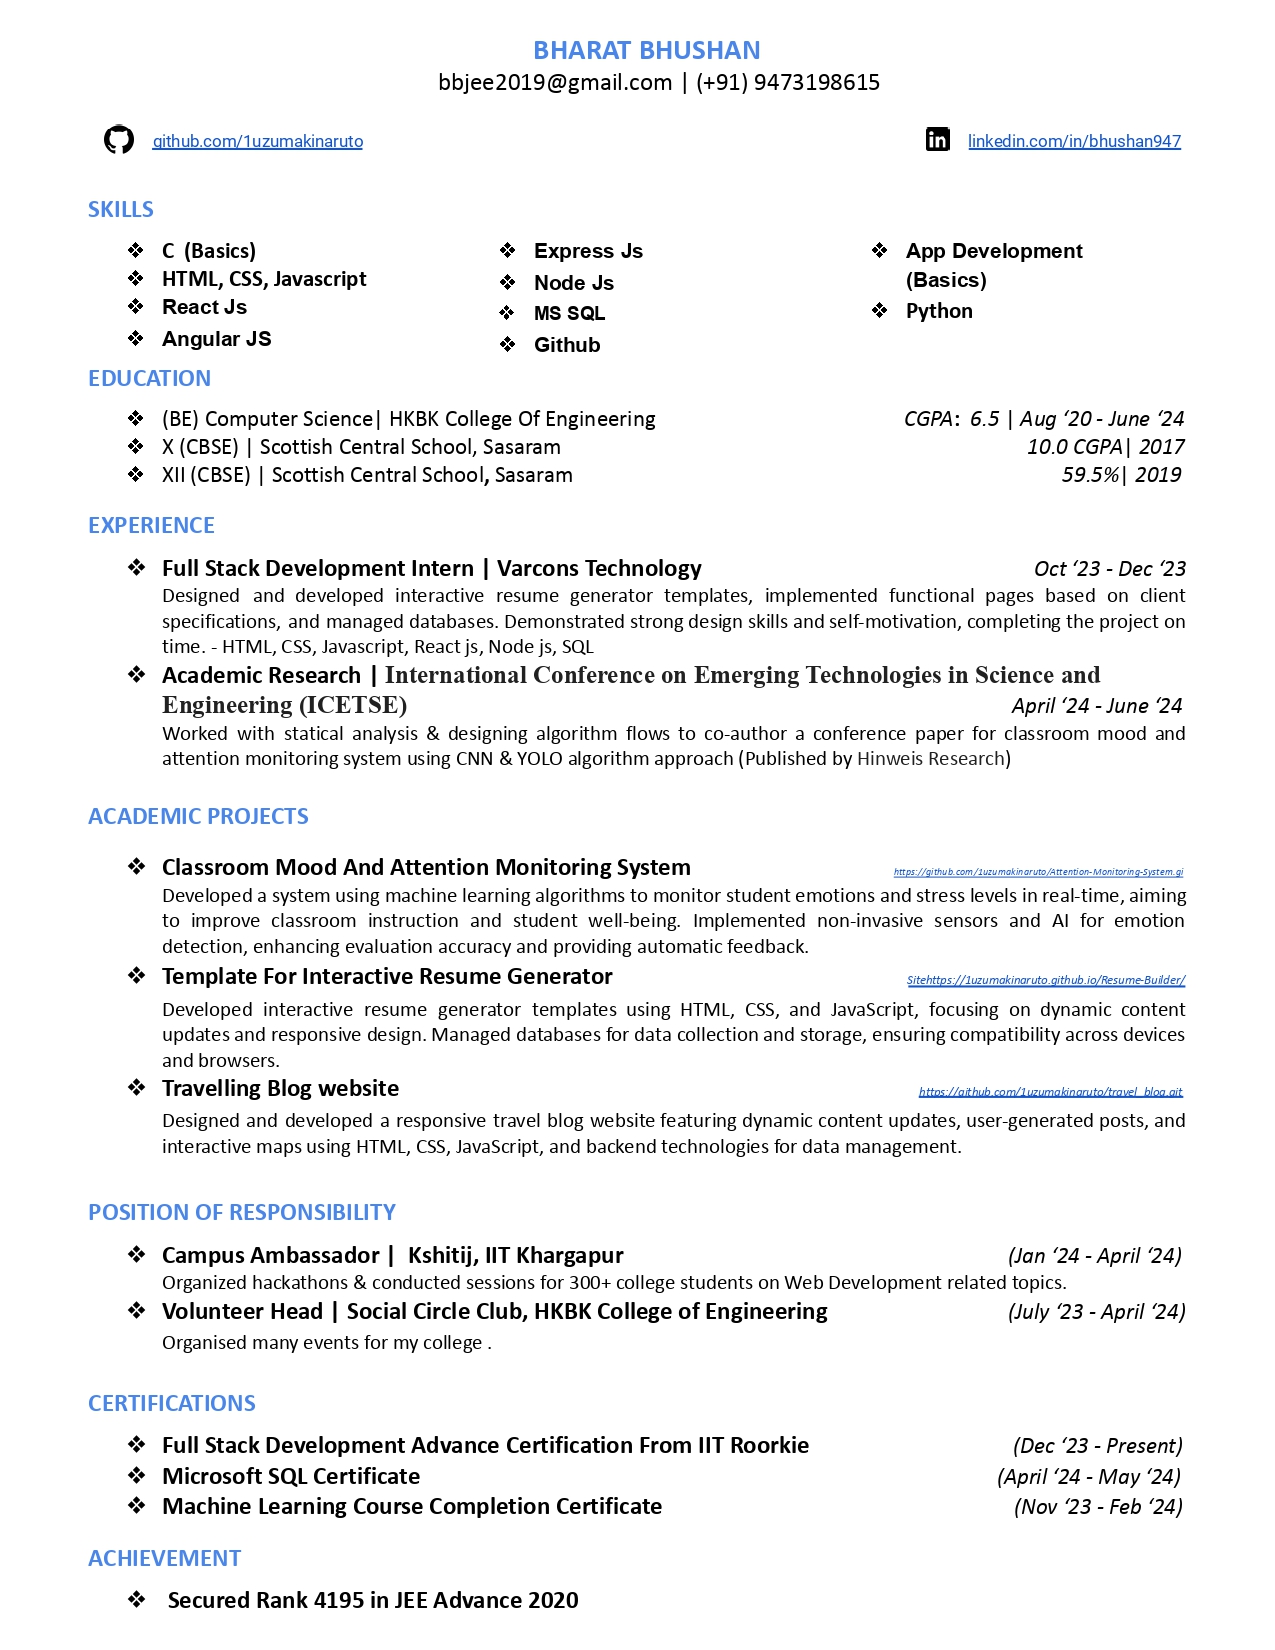 BHARAT BHUSHAN
bbjee2019@gmail.com | (+91) 9473198615
github.com/1uzumakinaruto
linkedin.com/in/bhushan947
SKILLS
❖ C (Basics)
❖ HTML, CSS, Javascript
❖ React Js
❖ Angular JS
❖ Express Js
❖ Node Js
❖ MS SQL
❖ Github
❖ App Development
(Basics)
❖ Python
EDUCATION
❖ (BE) Computer Science| HKBK College Of Engineering CGPA: 6.5 | Aug ‘20 - June ‘24
❖ X (CBSE) | Scottish Central School, Sasaram 10.0 CGPA| 2017
❖ XII (CBSE) | Scottish Central School, Sasaram 59.5%| 2019
EXPERIENCE
❖ Full Stack Development Intern | Varcons Technology Oct ‘23 - Dec ‘23
Designed and developed interactive resume generator templates, implemented functional pages based on client
specifications, and managed databases. Demonstrated strong design skills and self-motivation, completing the project on
time. - HTML, CSS, Javascript, React js, Node js, SQL
❖ Academic Research | International Conference on Emerging Technologies in Science and
Engineering (ICETSE) April ‘24 - June ‘24
Worked with statical analysis & designing algorithm flows to co-author a conference paper for classroom mood and
attention monitoring system using CNN & YOLO algorithm approach (Published by Hinweis Research)
ACADEMIC PROJECTS
❖ Classroom Mood And Attention Monitoring System https://github.com/1uzumakinaruto/Attention-Monitoring-System.gi
Developed a system using machine learning algorithms to monitor student emotions and stress levels in real-time, aiming
to improve classroom instruction and student well-being. Implemented non-invasive sensors and AI for emotion
detection, enhancing evaluation accuracy and providing automatic feedback.
❖ Template For Interactive Resume Generator Sitehttps://1uzumakinaruto.github.io/Resume-Builder/
Developed interactive resume generator templates using HTML, CSS, and JavaScript, focusing on dynamic content
updates and responsive design. Managed databases for data collection and storage, ensuring compatibility across devices
and browsers.
❖ Travelling Blog website https://github.com/1uzumakinaruto/travel_blog.git
Designed and developed a responsive travel blog website featuring dynamic content updates, user-generated posts, and
interactive maps using HTML, CSS, JavaScript, and backend technologies for data management.
POSITION OF RESPONSIBILITY
❖ Campus Ambassador | Kshitij, IIT Khargapur (Jan ‘24 - April ‘24)
Organized hackathons & conducted sessions for 300+ college students on Web Development related topics.
❖ Volunteer Head | Social Circle Club, HKBK College of Engineering (July ‘23 - April ‘24)
Organised many events for my college .
CERTIFICATIONS
❖ Full Stack Development Advance Certification From IIT Roorkie (Dec ‘23 - Present)
❖ Microsoft SQL Certificate (April ‘24 - May ‘24)
❖ Machine Learning Course Completion Certificate (Nov ‘23 - Feb ‘24)
ACHIEVEMENT
❖ Secured Rank 4195 in JEE Advance 2020